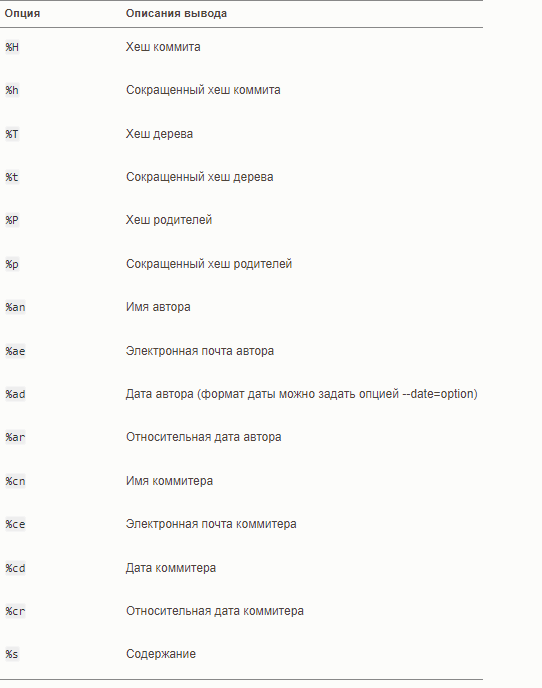 Опция Описания вывода
%H Хеш коммита
%h Сокращенный хеш коммита
%T Хеш дерева
%t Сокращенный хеш дерева
%P Хеш родителей
%p Сокращенный хеш родителей
%an Имя автора
%ae Электронная почта автора
%ad Дата автора (формат даты можно задать опцией --date=option)
%ar Относительная дата автора
%cn Имя коммитера
%ce Электронная почта коммитера
%cd Дата коммитера
%cr Относительная дата коммитера
%s Содержание